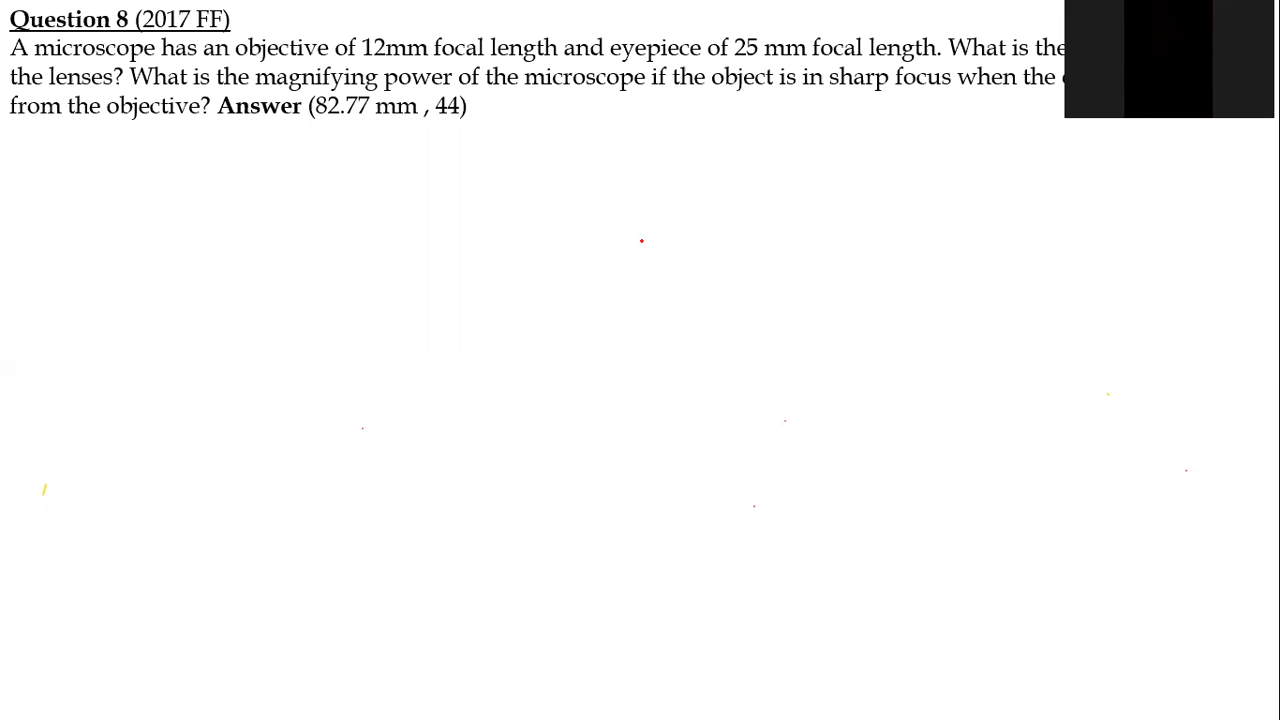 Question 8 (2017 FF)
A microscope has an objective of 12mm focal length and eyepiece of 25 mm focal length. What is the
the lenses? What is the magnifying power of the microscope if the object is in sharp focus when the
from the objective? Answer (82.77 mm , 44)